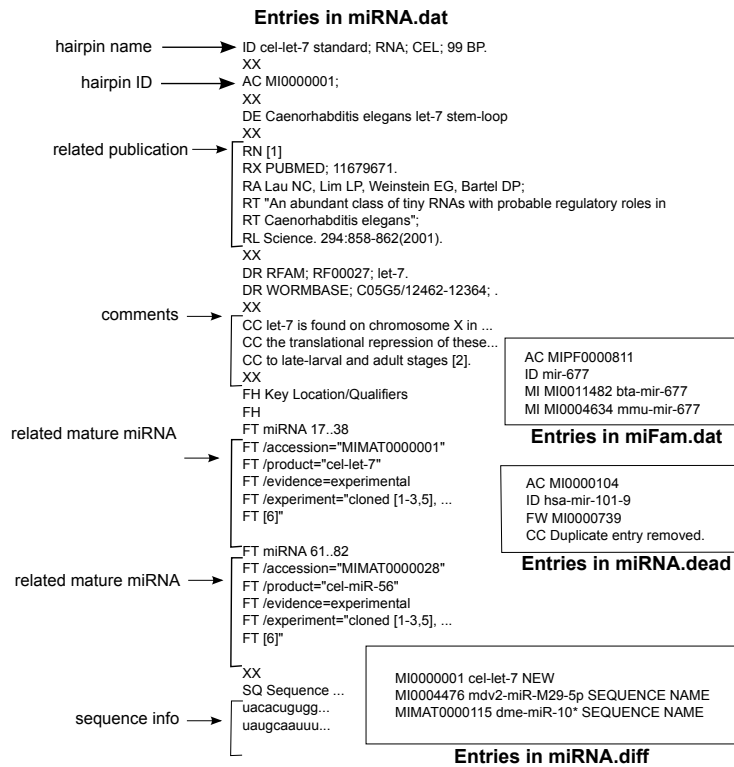 Entries in miRNA.dat
hairpin name
ID cel-let-7 standard; RNA; CEL; 99 BP.
XX
hairpin ID
AC MI0000001;
XX
DE Caenorhabditis elegans let-7 stem-loop
XX
related publication
RN [1]
RX PUBMED; 11679671.
RA Lau NC, Lim LP, Weinstein EG, Bartel DP;
RT "An abundant class of tiny RNAs with probable regulatory roles in
RT Caenorhabditis elegans";
RL Science. 294:858-862(2001).
XX
DR RFAM; RF00027; let-7.
DR WORMBASE; C05G5/12462-12364; .
XX
comments
CC let-7 is found on chromosome X in ...
CC the translational repression of these...
CC to late-larval and adult stages [2].
XX
FH Key Location/Qualifiers
FH
FT miRNA 17..38
related mature miRNA
FT /accession="MIMAT0000001"
FT /product="cel-let-7"
FT /evidence=experimental
FT /experiment="cloned [1-3,5], ...
FT [6]"
FT miRNA 61..82
related mature miRNA
FT /accession="MIMAT0000028"
FT /product="cel-miR-56"
FT /evidence=experimental
FT /experiment="cloned [1-3,5], ...
FT [6]"
XX
SQ Sequence ...
sequence info
uacacugugg...
uaugcaauuu...
AC MIPF0000811
ID mir-677
MI MI0011482 bta-mir-677
MI MI0004634 mmu-mir-677
Entries in miFam.dat
AC MI0000104
ID hsa-mir-101-9
FW MI0000739
CC Duplicate entry removed.
Entries in miRNA.dead
MI0000001 cel-let-7 NEW
MI0004476 mdv2-miR-M29-5p SEQUENCE NAME
MIMAT0000115 dme-miR-10* SEQUENCE NAME
Entries in miRNA.diff